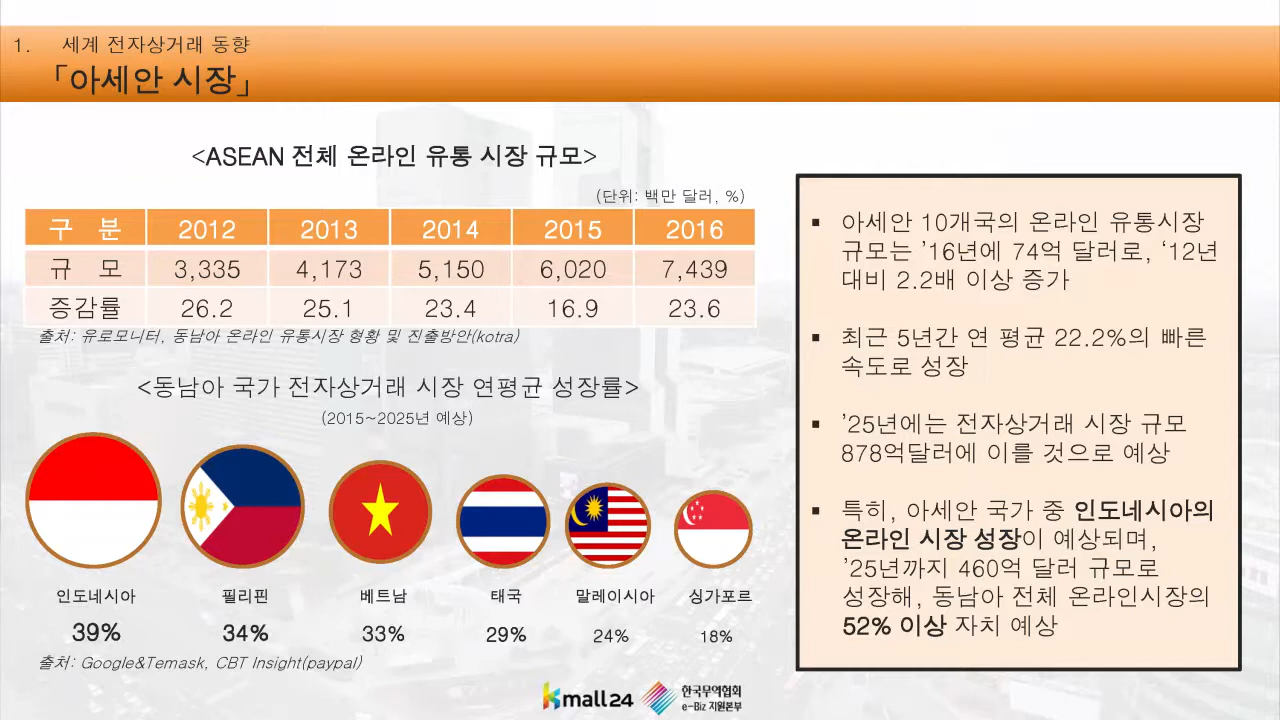 1. 세계 전자상거래 동향
「아세안 시장」
<ASEAN 전체 온라인 유통 시장 규모>
(단위: 백만 달러, %)
구 분 2012 2013 2014 2015 2016
규 모 3,335 4,173 5,150 6,020 7,439
증감률 26.2 25.1 23.4 16.9 23.6
출처: 유로모니터, 동남아 온라인 유통시장 형황 및 진출방안(kotra)
<동남아 국가 전자상거래 시장 연평균 성장률>
(2015~2025년 예상)
인도네시아 필리핀 베트남 태국 말레이시아 싱가포르
39% 34% 33% 29% 24% 18%
출처: Google&Temask, CBT Insight(paypal)
▪ 아세안 10개국의 온라인 유통시장
규모는 ’16년에 74억 달러로, ‘12년
대비 2.2배 이상 증가
▪ 최근 5년간 연 평균 22.2%의 빠른
속도로 성장
▪ ’25년에는 전자상거래 시장 규모
878억달러에 이를 것으로 예상
▪ 특히, 아세안 국가 중 인도네시아의
온라인 시장 성장이 예상되며,
’25년까지 460억 달러 규모로
성장해, 동남아 전체 온라인시장의
52% 이상 자치 예상
Kmall24
한국무역협회
e-Biz 지원본부